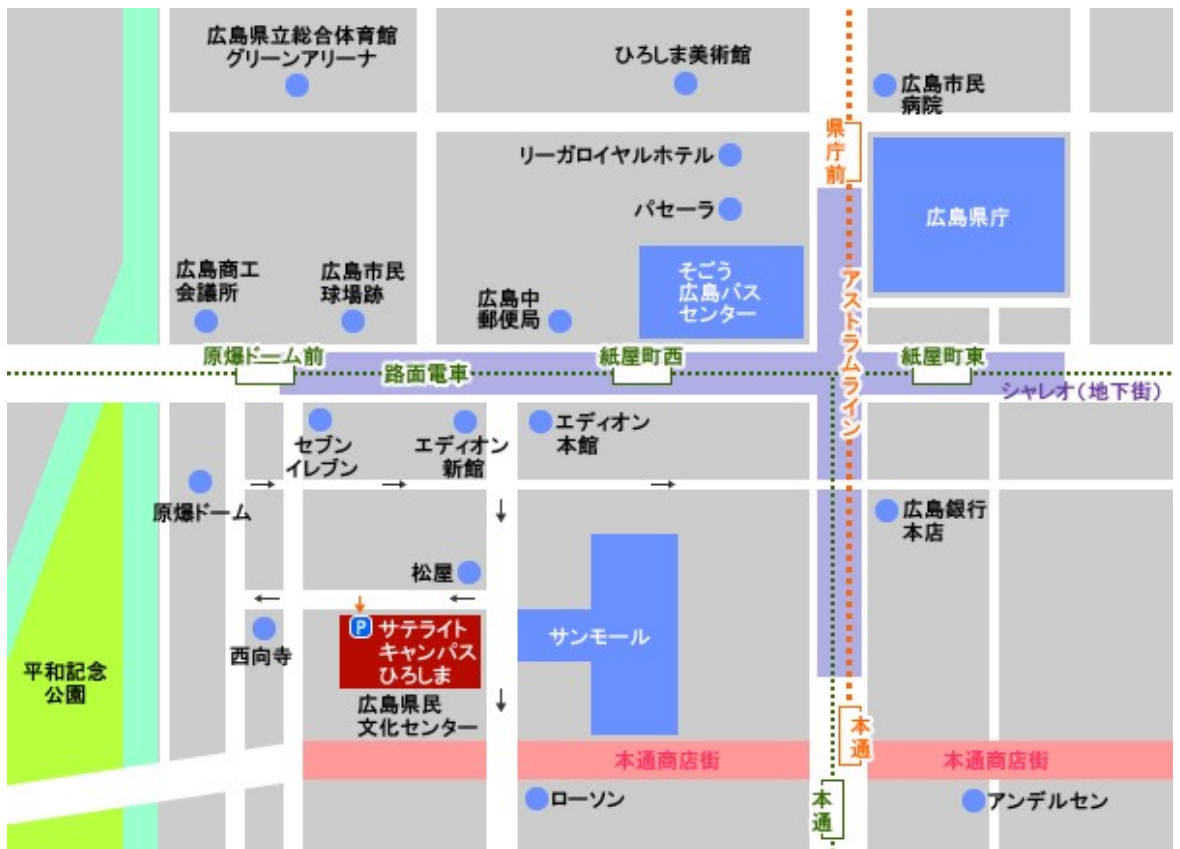 広島県立総合体育館
グリーンアリーナ
ひろしま美術館
広島市民
病院
県庁前
リーガロイヤルホテル
パセーラ
広島県庁
そごう
広島バス
センター
広島商工
会議所
広島市民
球場跡
広島中
郵便局
アストラムライン
原爆ドーム前
路面電車
紙屋町西
紙屋町東
シャレオ(地下街)
セブン
イレブン
エディオン
新館
エディオン
本館
原爆ドーム
広島銀行
本店
松屋
P
サテライト
キャンパス
ひろしま
サンモール
西向寺
平和記念
公園
広島県民
文化センター
本通
本通商店街
本通商店街
ローソン
本通
アンデルセン